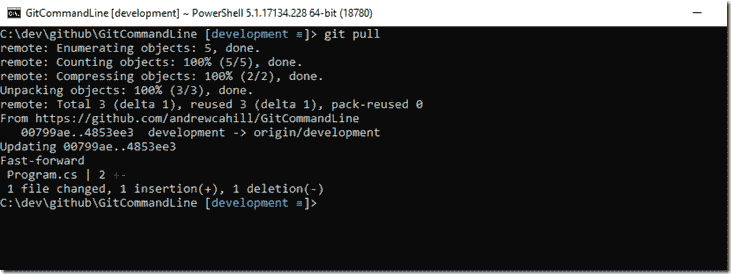 GitCommandLine [development] ~ PowerShell 5.1.17134.228 64-bit (18780)
C:\dev\github\GitCommandLine [development ≡]> git pull
remote: Enumerating objects: 5, done.
remote: Counting objects: 100% (5/5), done.
remote: Compressing objects: 100% (2/2), done.
Unpacking objects: 100% (3/3), done.
remote: Total 3 (delta 1), reused 3 (delta 1), pack-reused 0
From https://github.com/andrewcahill/GitCommandLine
   00799ae..4853ee3  development -> origin/development
Updating 00799ae..4853ee3
Fast-forward
 Program.cs | 2 +-
 1 file changed, 1 insertion(+), 1 deletion(-)
C:\dev\github\GitCommandLine [development ≡]>